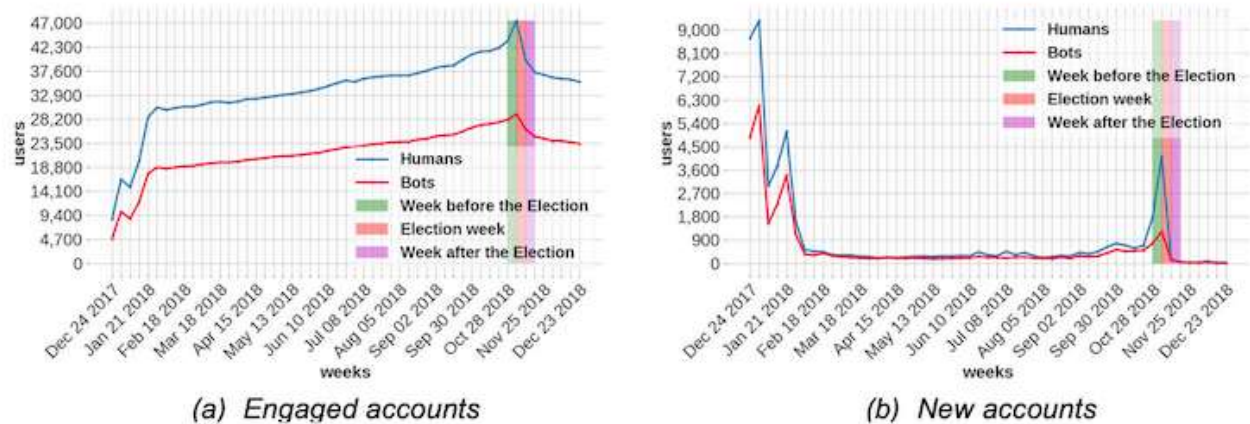 47,000
42,300
37,600
32,900
28,200
23,500
18,800
14,100
9,400
4,700
0
users
Humans
Bots
Week before the Election
Election week
Week after the Election
Dec 24 2017
Jan 21 2018
Feb 18 2018
Mar 18 2018
Apr 15 2018
May 13 2018
Jun 10 2018
Jul 08 2018
Aug 05 2018
Sep 02 2018
Sep 30 2018
Oct 28 2018
Nov 25 2018
Dec 23 2018
weeks
(a) Engaged accounts
9,000
8,100
7,200
6,300
5,400
4,500
3,600
2,700
1,800
900
0
users
Humans
Bots
Week before the Election
Election week
Week after the Election
Dec 24 2017
Jan 21 2018
Feb 18 2018
Mar 18 2018
Apr 15 2018
May 13 2018
Jun 10 2018
Jul 08 2018
Aug 05 2018
Sep 02 2018
Sep 30 2018
Oct 28 2018
Nov 25 2018
Dec 23 2018
weeks
(b) New accounts